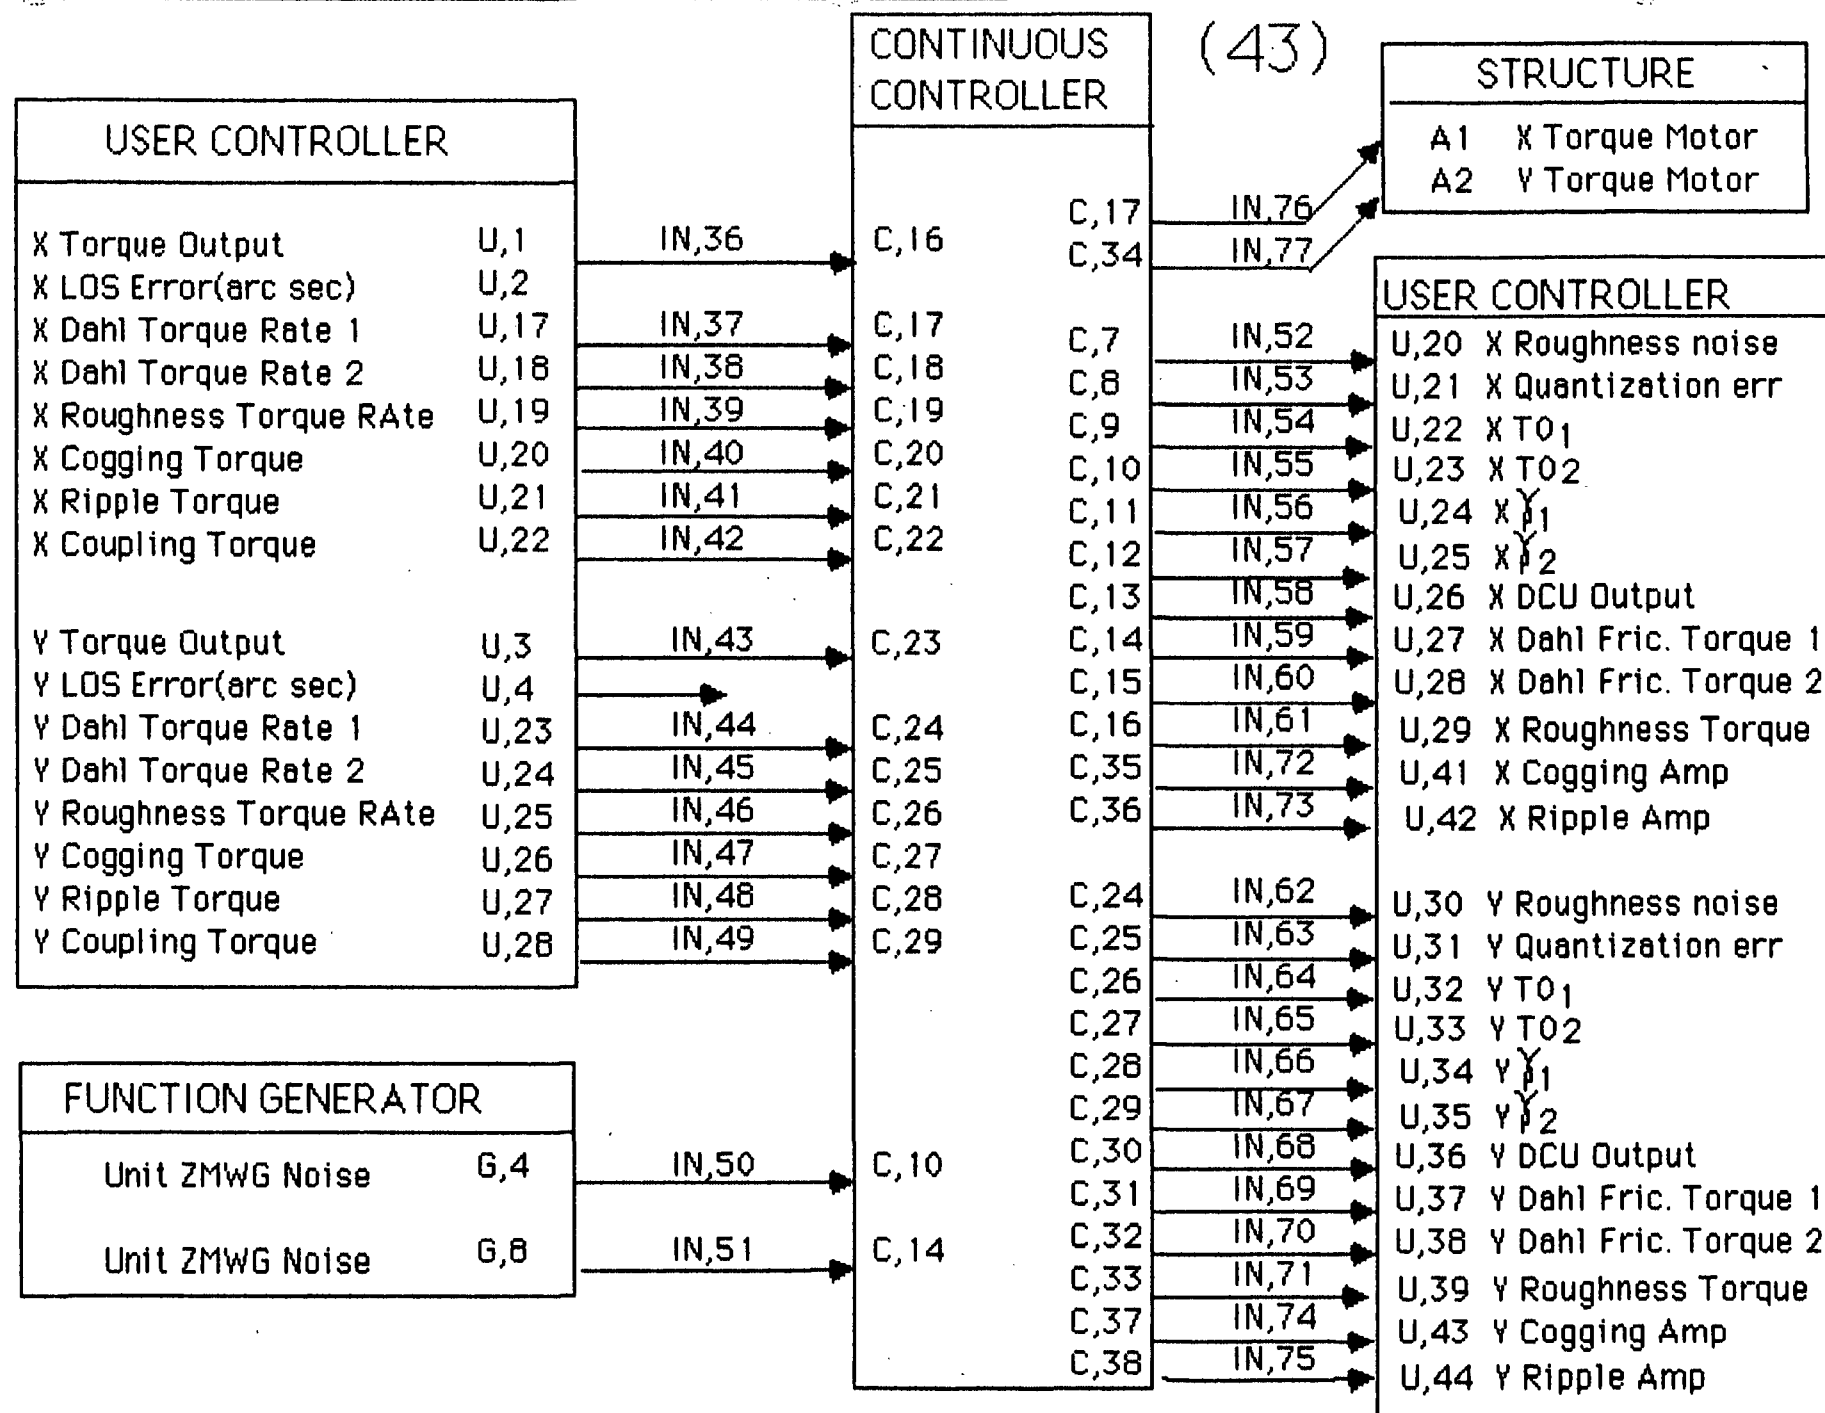 CONTINUOUS
CONTROLLER
(43)
STRUCTURE
A1 X Torque Motor
A2 Y Torque Motor
USER CONTROLLER
X Torque Output U,1 IN,36 C,16
X LOS Error(arc sec) U,2
X Dahl Torque Rate 1 U,17 IN,37 C,17
X Dahl Torque Rate 2 U,18 IN,38 C,18
X Roughness Torque RAte U,19 IN,39 C,19
X Cogging Torque U,20 IN,40 C,20
X Ripple Torque U,21 IN,41 C,21
X Coupling Torque U,22 IN,42 C,22
Y Torque Output U,3 IN,43 C,23
Y LOS Error(arc sec) U,4
Y Dahl Torque Rate 1 U,23 IN,44 C,24
Y Dahl Torque Rate 2 U,24 IN,45 C,25
Y Roughness Torque RAte U,25 IN,46 C,26
Y Cogging Torque U,26 IN,47 C,27
Y Ripple Torque U,27 IN,48 C,28
Y Coupling Torque U,28 IN,49 C,29
FUNCTION GENERATOR
Unit ZMWG Noise G,4 IN,50 C,10
Unit ZMWG Noise G,8 IN,51 C,14
C,17 IN,76
C,34 IN,77
USER CONTROLLER
C,7 IN,52 U,20 X Roughness noise
C,8 IN,53 U,21 X Quantization err
C,9 IN,54 U,22 X TO1
C,10 IN,55 U,23 X TO2
C,11 IN,56 U,24 X 1
C,12 IN,57 U,25 X 2
C,13 IN,58 U,26 X DCU Output
C,14 IN,59 U,27 X Dahl Fric. Torque 1
C,15 IN,60 U,28 X Dahl Fric. Torque 2
C,16 IN,61 U,29 X Roughness Torque
C,35 IN,72 U,41 X Cogging Amp
C,36 IN,73 U,42 X Ripple Amp
C,24 IN,62 U,30 Y Roughness noise
C,25 IN,63 U,31 Y Quantization err
C,26 IN,64 U,32 Y TO1
C,27 IN,65 U,33 Y TO2
C,28 IN,66 U,34 Y 1
C,29 IN,67 U,35 Y 2
C,30 IN,68 U,36 Y DCU Output
C,31 IN,69 U,37 Y Dahl Fric. Torque 1
C,32 IN,70 U,38 Y Dahl Fric. Torque 2
C,33 IN,71 U,39 Y Roughness Torque
C,37 IN,74 U,43 Y Cogging Amp
C,38 IN,75 U,44 Y Ripple Amp